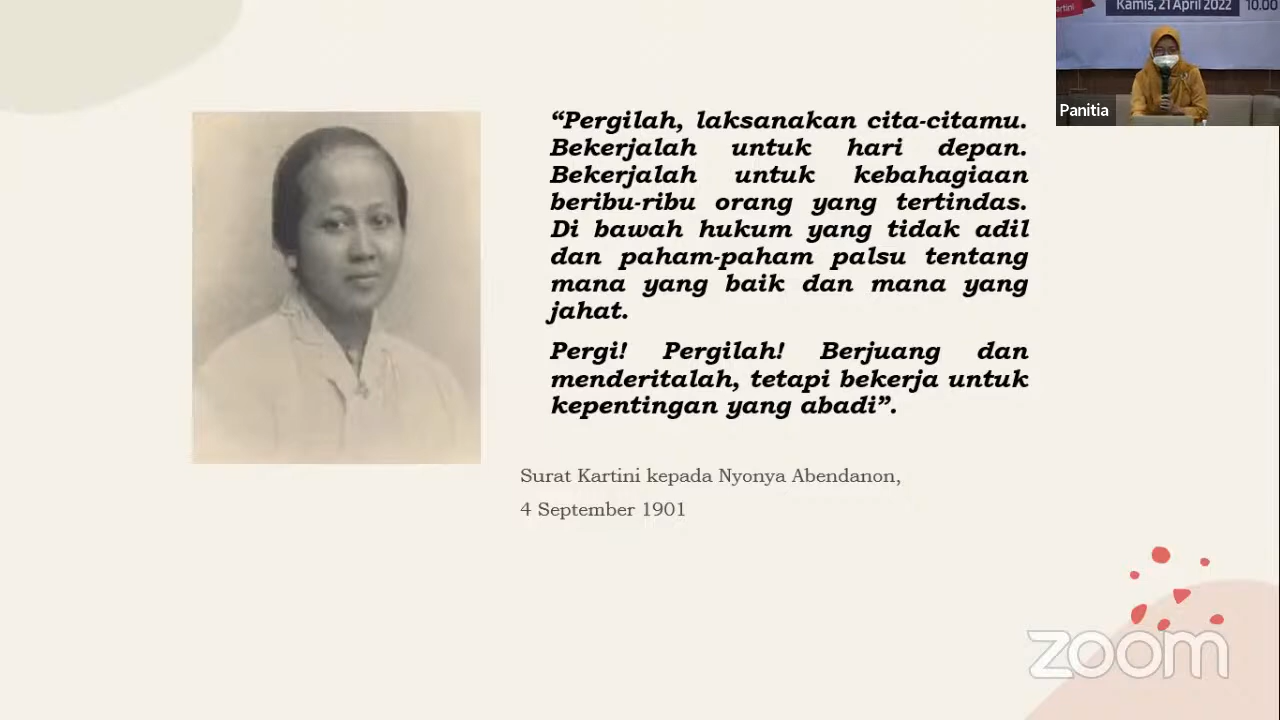 artini
Kamis, 21 April 2022
10.00
Panitia
“Pergilah, laksanakan cita-citamu.
Bekerjalah untuk hari depan.
Bekerjalah untuk kebahagiaan
beribu-ribu orang yang tertindas.
Di bawah hukum yang tidak adil
dan paham-paham palsu tentang
mana yang baik dan mana yang
jahat.
Pergi! Pergilah! Berjuang dan
menderitalah, tetapi bekerja untuk
kepentingan yang abadi”.
Surat Kartini kepada Nyonya Abendanon,
4 September 1901
zoom